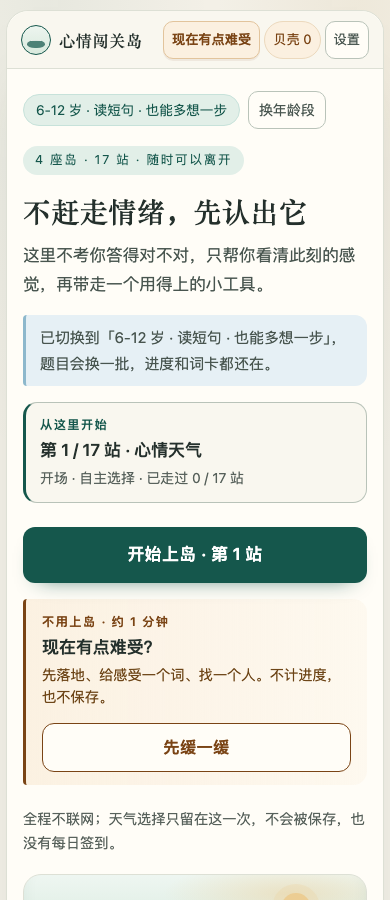 心情闯关岛
现在有点难受
贝壳 0
设置
6-12 岁 · 读短句 · 也能多想一步
换年龄段
4 座岛 · 17 站 · 随时可以离开
不赶走情绪，先认出它
这里不考你答得对不对，只帮你看清此刻的感
觉，再带走一个用得上的小工具。
已切换到「6-12 岁 · 读短句 · 也能多想一步」，
题目会换一批，进度和词卡都还在。
从这里开始
第 1 / 17 站 · 心情天气
开场 · 自主选择 · 已走过 0 / 17 站
开始上岛 · 第 1 站
不用上岛 · 约 1 分钟
现在有点难受?
先落地、给感受一个词、找一个人。不计进度，
也不保存。
先缓一缓
全程不联网；天气选择只留在这一次，不会被保存，也
没有每日签到。